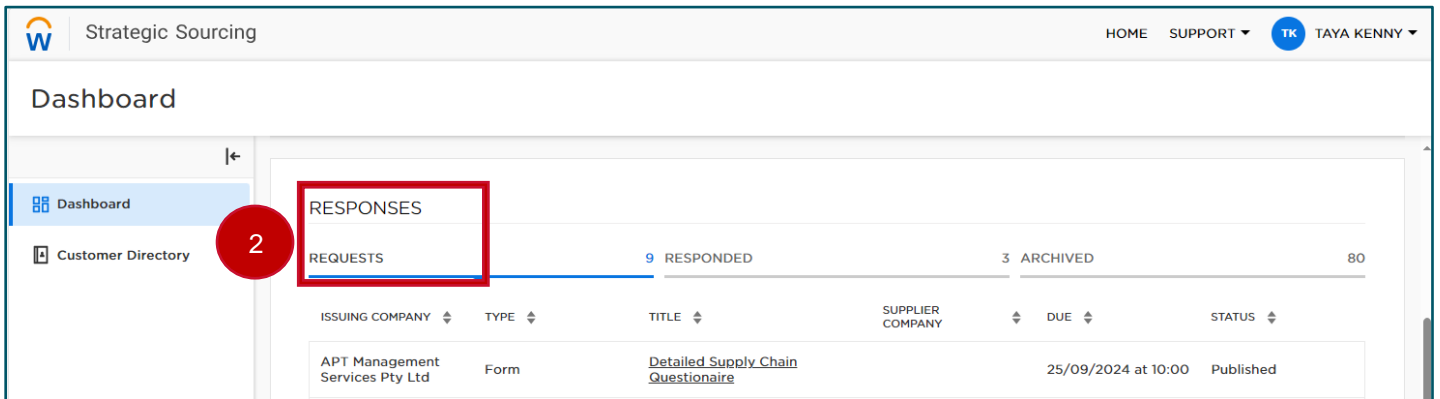 Strategic Sourcing
HOME SUPPORT TK TAYA KENNY
Dashboard
Dashboard
Customer Directory
2
RESPONSES
REQUESTS 9 RESPONDED 3 ARCHIVED 80
ISSUING COMPANY TYPE TITLE SUPPLIER COMPANY DUE STATUS
APT Management Services Pty Ltd Form Detailed Supply Chain Questionaire 25/09/2024 at 10:00 Published